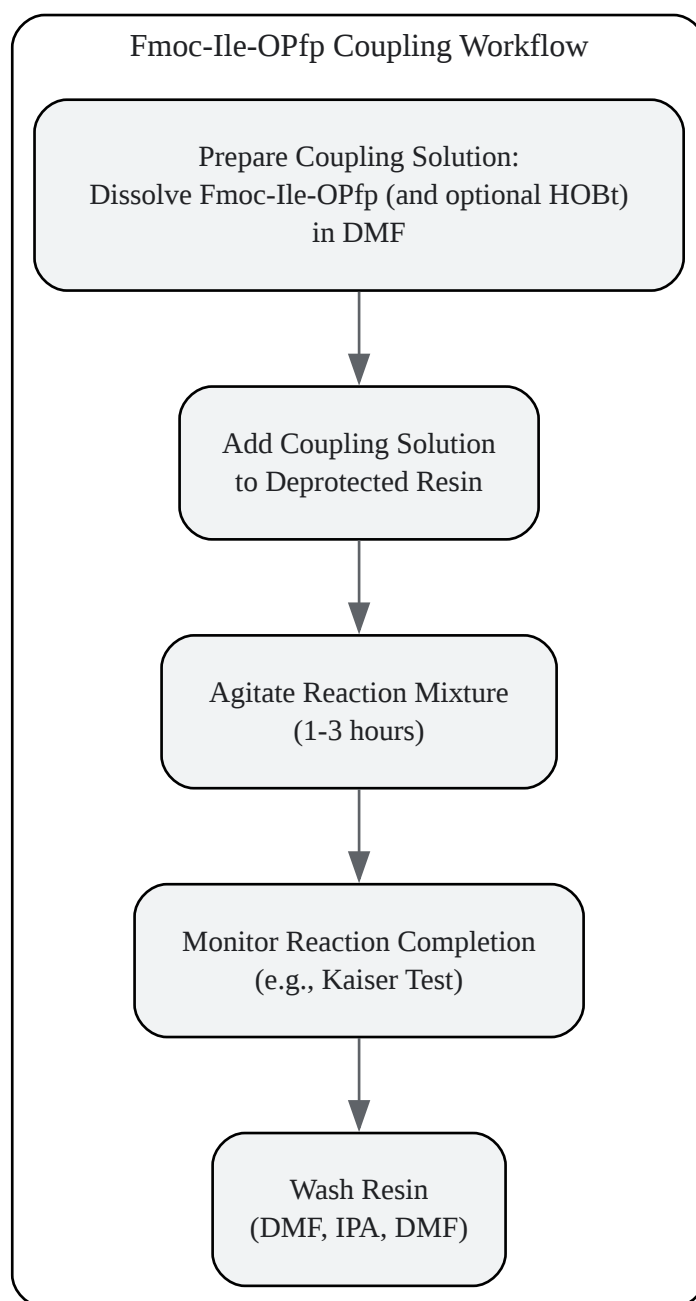 Fmoc-Ile-OPfp Coupling Workflow
Prepare Coupling Solution:
Dissolve Fmoc-Ile-OPfp (and optional HOBt)
in DMF
Add Coupling Solution
to Deprotected Resin
Agitate Reaction Mixture
(1-3 hours)
Monitor Reaction Completion
(e.g., Kaiser Test)
Wash Resin
(DMF, IPA, DMF)